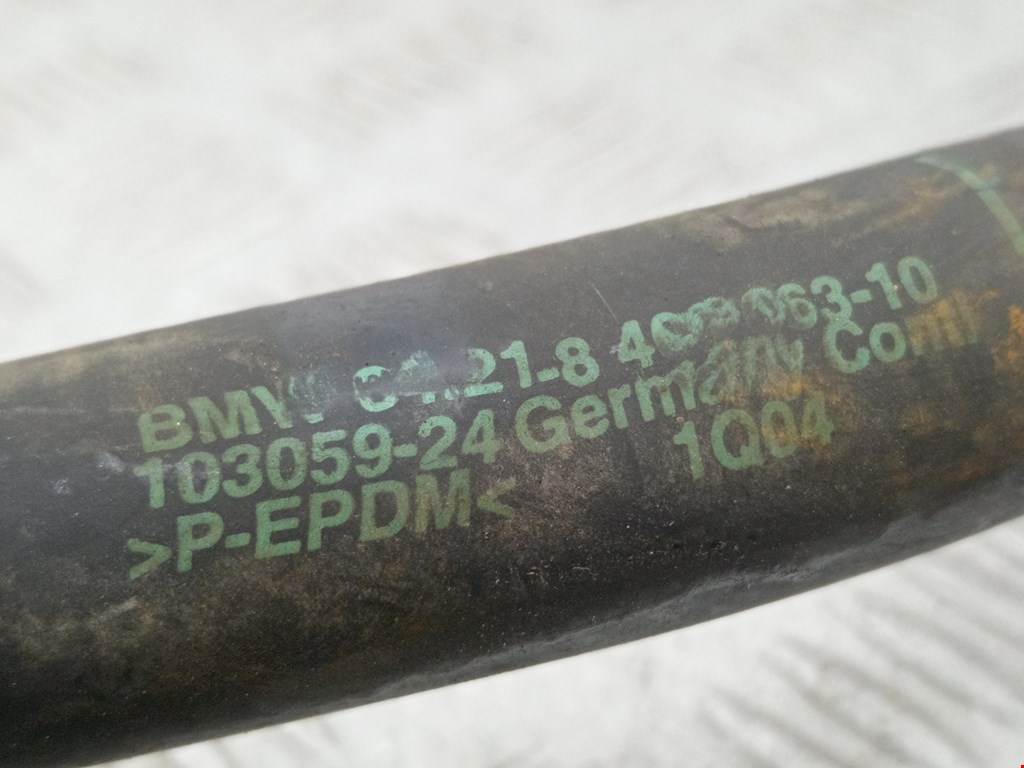 BMW 64.21-8 409 063-10
103059-24 Germany Conti
>P-EPDM< 1Q04